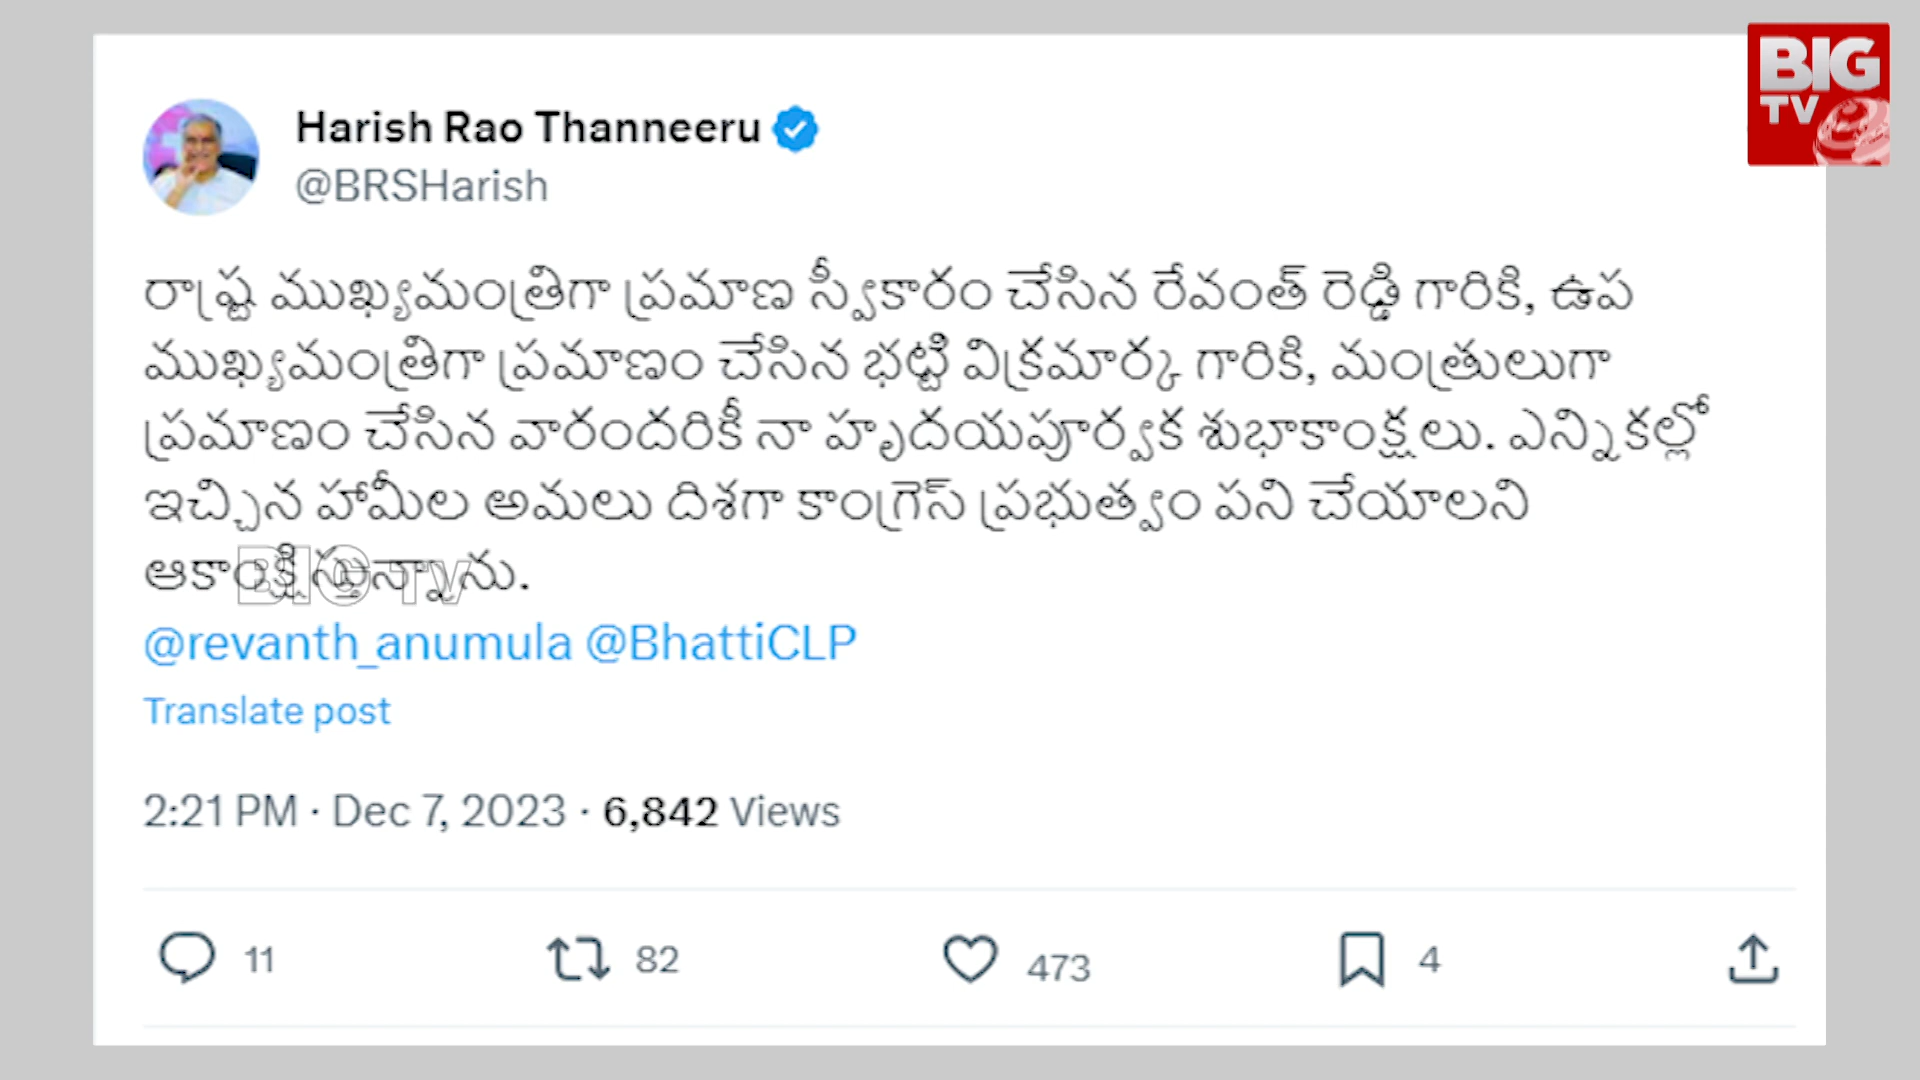 BIG
TV
Harish Rao Thanneeru
@BRSHarish
రాష్ట్ర ముఖ్యమంత్రిగా ప్రమాణ స్వీకారం చేసిన రేవంత్ రెడ్డి గారికి, ఉప
ముఖ్యమంత్రిగా ప్రమాణం చేసిన భట్టి విక్రమార్క గారికి, మంత్రులుగా
ప్రమాణం చేసిన వారందరికీ నా హృదయపూర్వక శుభాకాంక్షలు. ఎన్నికల్లో
ఇచ్చిన హామీల అమలు దిశగా కాంగ్రెస్ ప్రభుత్వం పని చేయాలని
ఆకాంక్షిస్తున్నాను.
BIG TV
@revanth_anumula @BhattiCLP
Translate post
2:21 PM · Dec 7, 2023 · 6,842 Views
11 82 473 4